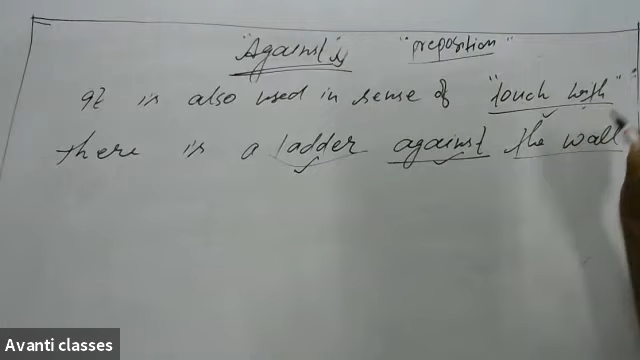 "Against" is "preposition"
It is also used in sense of "touch with"
there is a ladder against the wall
Avanti classes